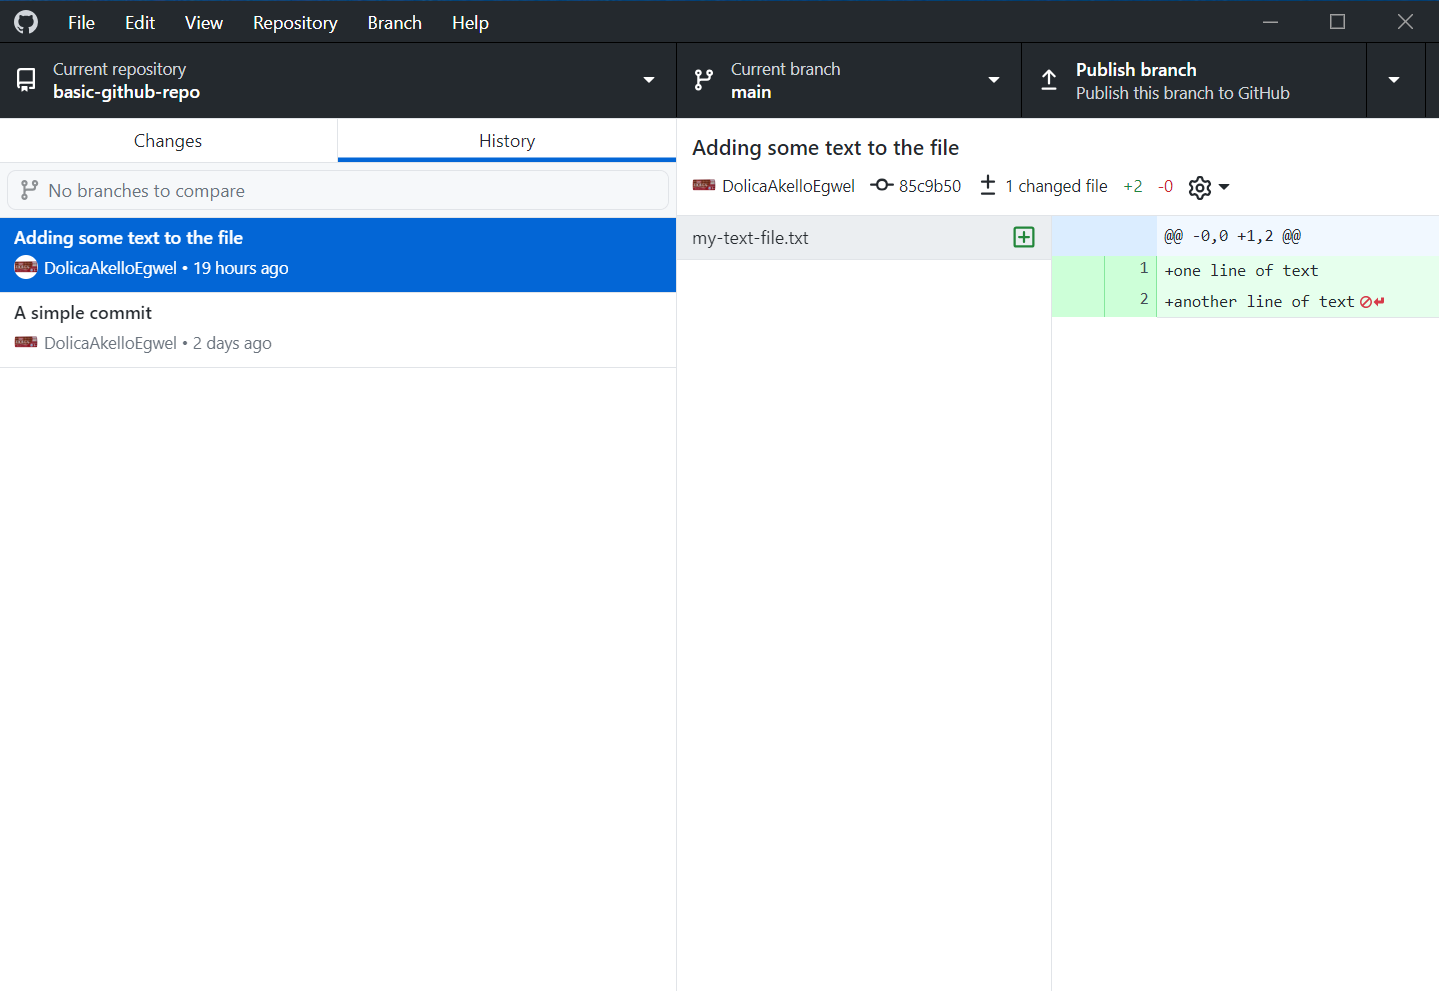 File Edit View Repository Branch Help
Current repository
basic-github-repo
Current branch
main
Publish branch
Publish this branch to GitHub
Changes
History
No branches to compare
Adding some text to the file
DolicaAkelloEgwel • 19 hours ago
A simple commit
DolicaAkelloEgwel • 2 days ago
Adding some text to the file
DolicaAkelloEgwel 85c9b50 1 changed file +2 -0
my-text-file.txt
@@ -0,0 +1,2 @@
1 +one line of text
2 +another line of text